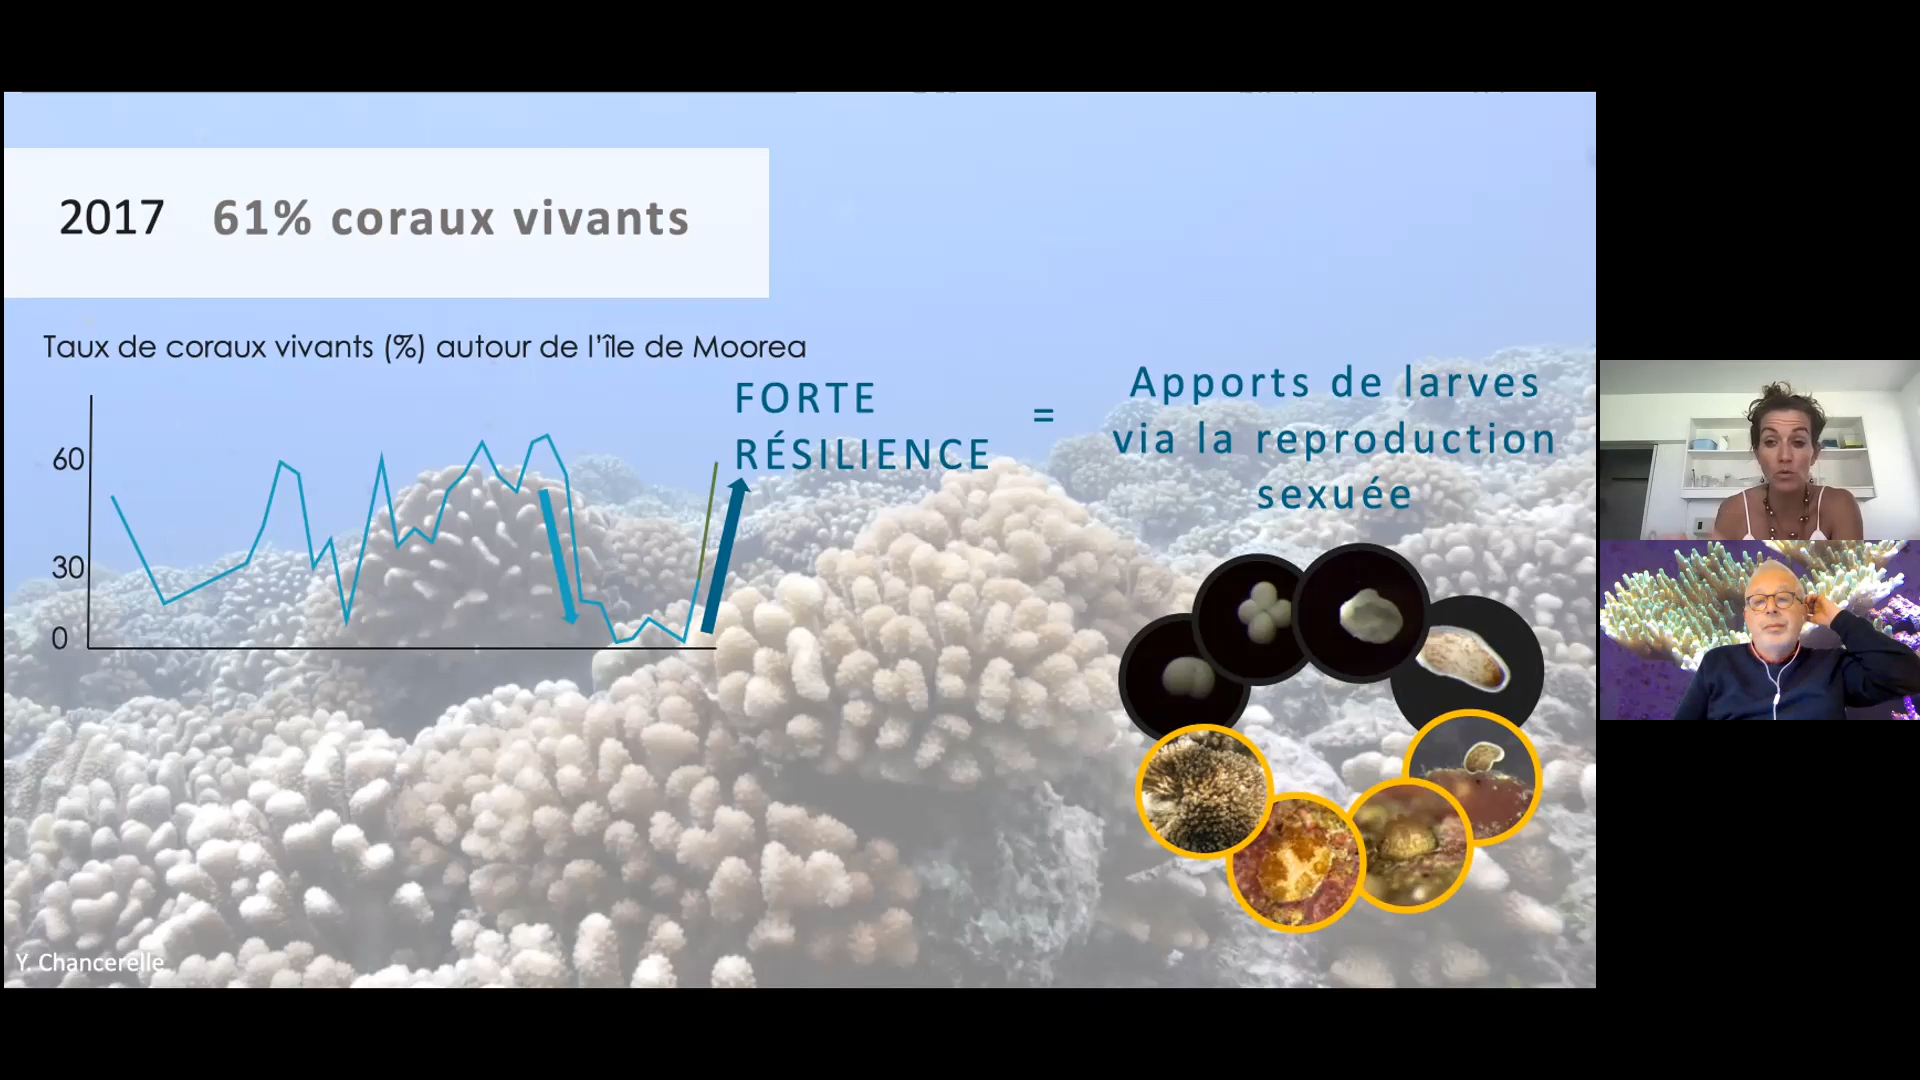 2017 61% coraux vivants
Taux de coraux vivants (%) autour de l'île de Moorea
60
30
0
FORTE
RÉSILIENCE
=
Apports de larves
via la reproduction
sexuée
Y. Chancerelle